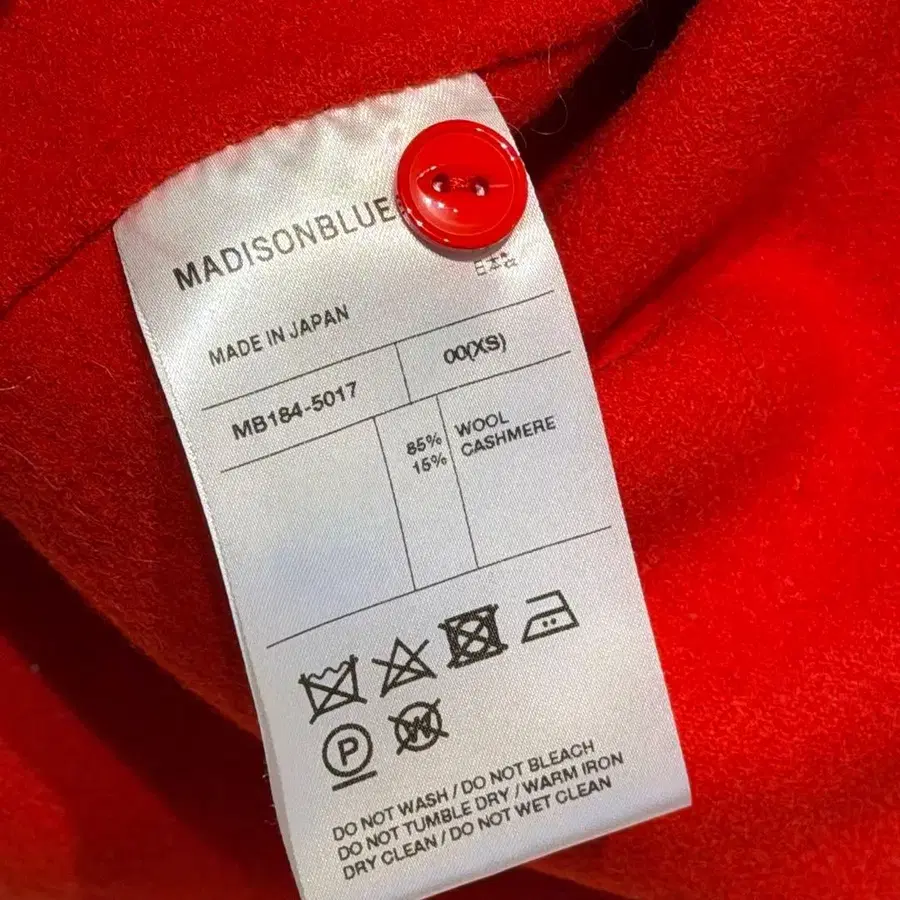 MADISONBLUE
日本製
MADE IN JAPAN
MB184-5017 00(XS)
85% WOOL
15% CASHMERE
P
W
DO NOT WASH / DO NOT BLEACH
DO NOT TUMBLE DRY / WARM IRON
DRY CLEAN / DO NOT WET CLEAN